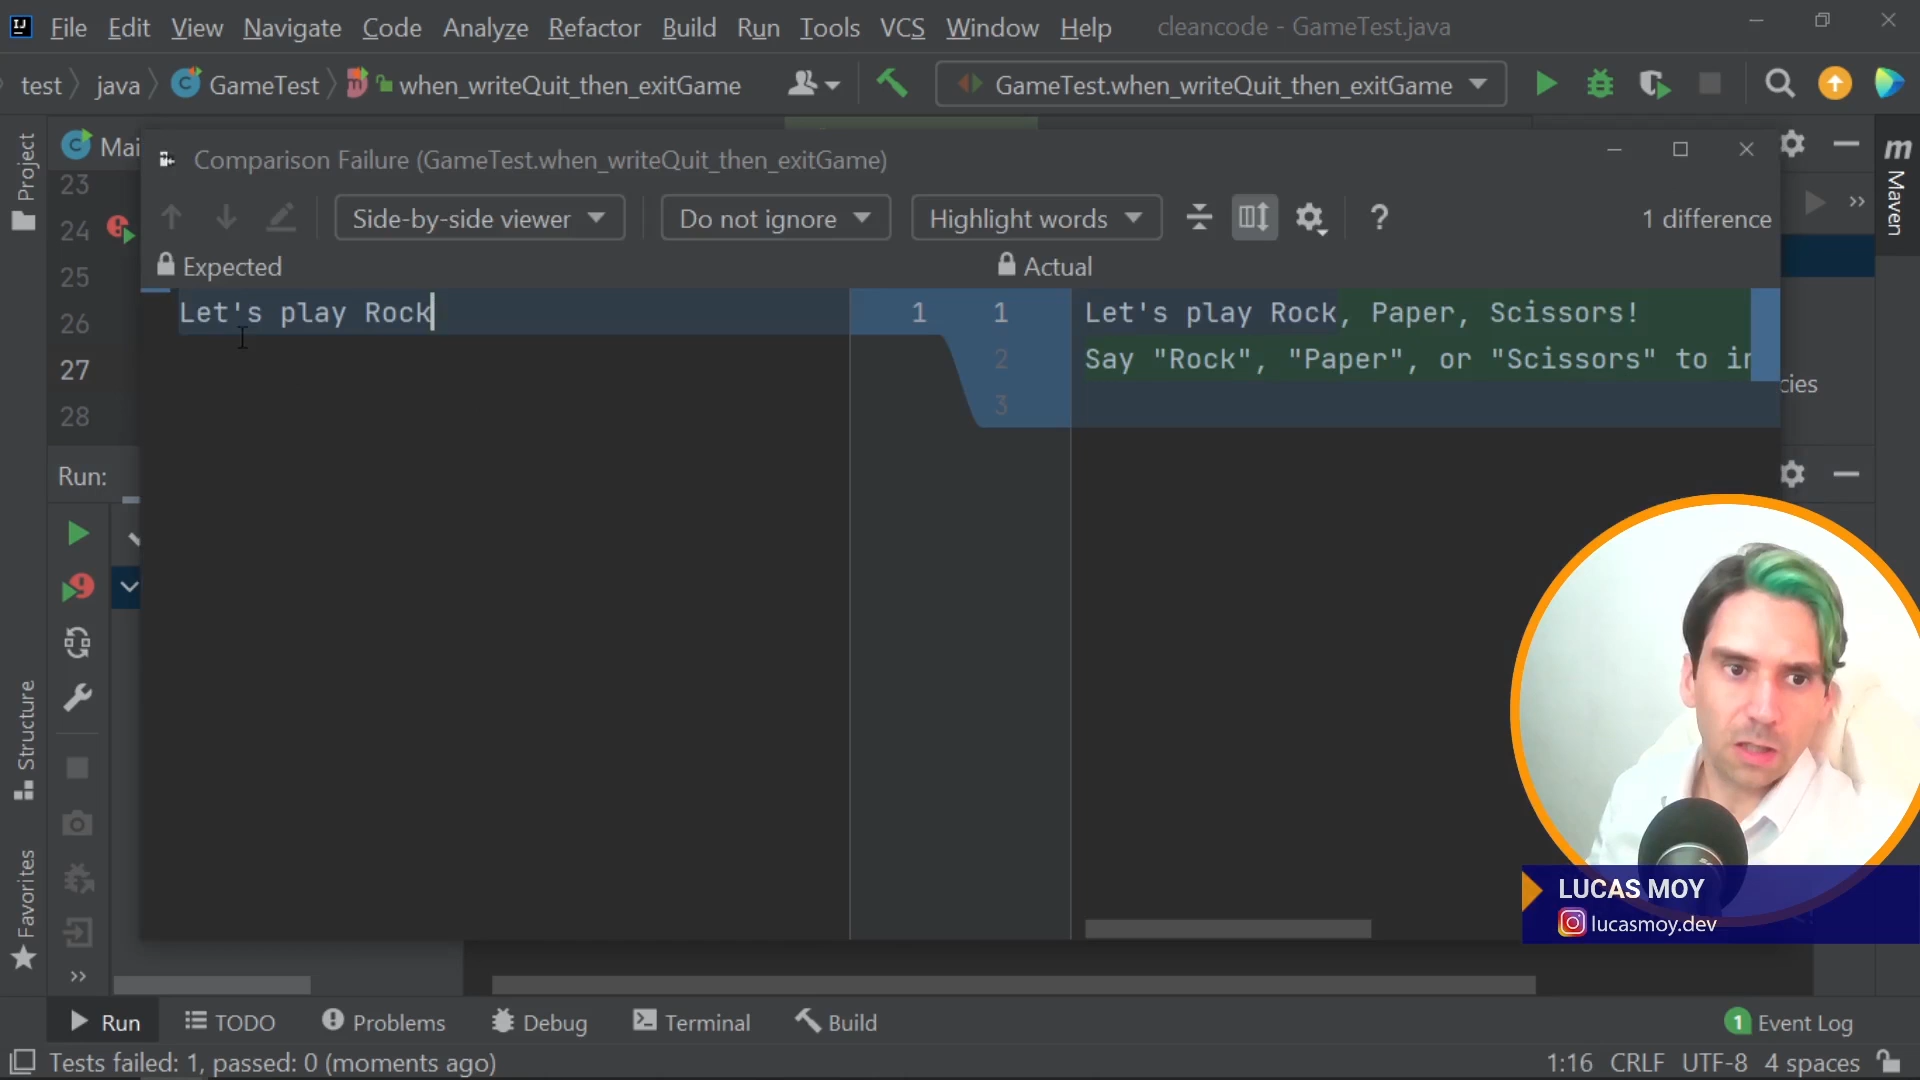 File Edit View Navigate Code Analyze Refactor Build Run Tools VCS Window Help cleancode - GameTest.java
test java GameTest when_writeQuit_then_exitGame GameTest.when_writeQuit_then_exitGame
Project
Mai
Comparison Failure (GameTest.when_writeQuit_then_exitGame)
Maven
Side-by-side viewer Do not ignore Highlight words ? 1 difference
Expected Actual
23
24
25
26
27
28
Let's play Rock 1 1 Let's play Rock, Paper, Scissors!
2 Say "Rock", "Paper", or "Scissors" to in
3
cies
Run:
Structure
Favorites
LUCAS MOY
lucasmoy.dev
Run TODO Problems Debug Terminal Build 1 Event Log
Tests failed: 1, passed: 0 (moments ago) 1:16 CRLF UTF-8 4 spaces